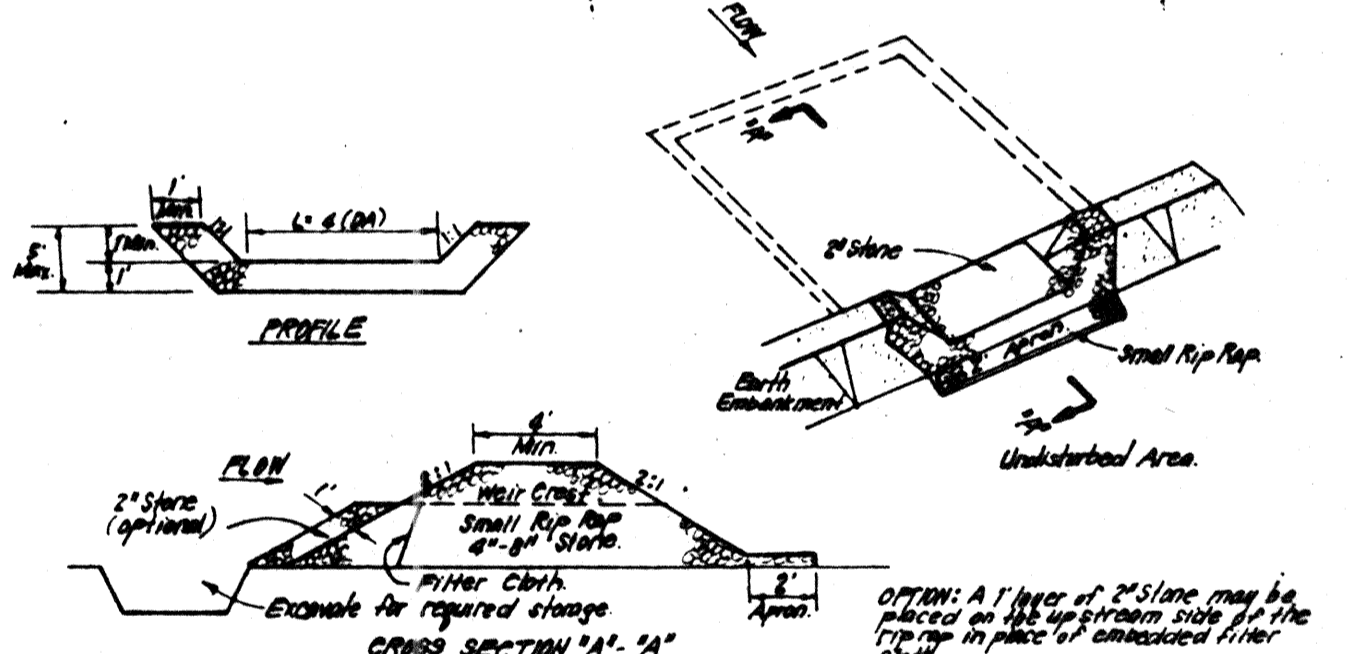 FLOW
"A"
1'
Min.
L= 4 (DA)
1:1
1 Min.
5'
Max.
1'
PROFILE
2" Stone
Apron
Small Rip Rap.
Earth
Embankment
"A"
Undisturbed Area.
4'
Min.
FLOW
2:1
2" Stone
(optional)
1'
Weir Crest
Small Rip Rap
4"-8" Stone.
Filter Cloth.
Excavate for required storage.
2'
Apron.
CROSS SECTION "A"-"A"
OPTION: A 1' layer of 2" Stone may be
placed on the upstream side of the
rip rap in place of embedded filter